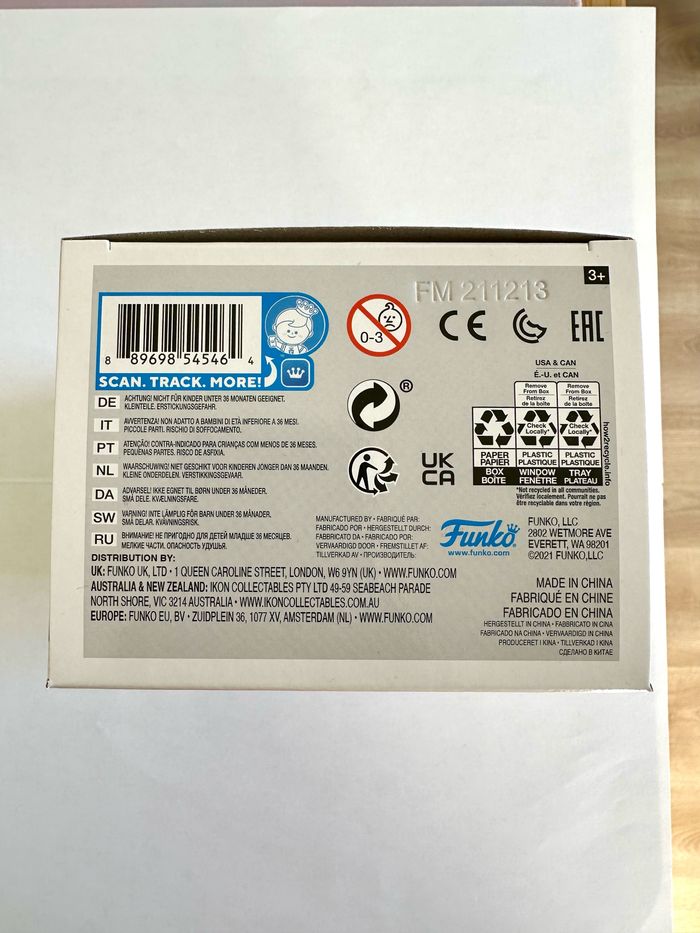 FM 211213
3+
8 89698 54546 4
SCAN. TRACK. MORE!
0-3
CE
EAC
®
UK
CA
USA & CAN
É.-U. et CAN
Remove From Box
Retirez de la boîte
Remove From Box
Retirez de la boîte
Check Locally*
Check Locally*
PAPER
PAPIER
PLASTIC
PLASTIQUE
PLASTIC
PLASTIQUE
BOX
BOÎTE
WINDOW
FENÊTRE
TRAY
PLATEAU
*Not recycled in all communities.
Vérifiez localement. Pourrait ne pas
être recyclable dans votre région.
how2recycle.info
DE ACHTUNG! NICHT FÜR KINDER UNTER 36 MONATEN GEEIGNET.
KLEINTEILE. ERSTICKUNGSGEFAHR.
IT AVVERTENZA! NON ADATTO A BAMBINI DI ETÀ INFERIORE A 36 MESI.
PICCOLE PARTI. RISCHIO DI SOFFOCAMENTO.
PT ATENÇÃO! CONTRA-INDICADO PARA CRIANÇAS COM MENOS DE 36 MESES.
PEQUENAS PARTES. RISCO DE ASFIXIA.
NL WAARSCHUWING! NIET GESCHIKT VOOR KINDEREN JONGER DAN 36 MAANDEN.
KLEINE ONDERDELEN. VERSTIKKINGSGEVAAR.
DA ADVARSEL! IKKE EGNET TIL BØRN UNDER 36 MÅNEDER.
SMÅ DELE. KVÆLNINGSFARE.
SW VARNING! INTE LÄMPLIG FÖR BARN UNDER 36 MÅNADER,
SMÅ DELAR. KVÄVNINGSRISK.
RU ВНИМАНИЕ! НЕ ПРИГОДНО ДЛЯ ДЕТЕЙ МЛАДШЕ 36 МЕСЯЦЕВ.
МЕЛКИЕ ЧАСТИ. ОПАСНОСТЬ УДУШЬЯ.
MANUFACTURED BY • FABRIQUÉ PAR:
FABRICADO POR • HERGESTELLT DURCH:
FABRICATO DA • FABRICADO POR:
VERVAARDIGD DOOR • FREMSTILLET AF:
TILLVERKAD AV • ПРОИЗВОДИТЕЛЬ:
Funko®
www.funko.com
FUNKO, LLC
2802 WETMORE AVE
EVERETT, WA 98201
©2021 FUNKO,LLC
DISTRIBUTION BY:
UK: FUNKO UK, LTD • 1 QUEEN CAROLINE STREET, LONDON, W6 9YN (UK) • WWW.FUNKO.COM
AUSTRALIA & NEW ZEALAND: IKON COLLECTABLES PTY LTD 49-59 SEABEACH PARADE
NORTH SHORE, VIC 3214 AUSTRALIA • WWW.IKONCOLLECTABLES.COM.AU
EUROPE: FUNKO EU, BV • ZUIDPLEIN 36, 1077 XV, AMSTERDAM (NL) • WWW.FUNKO.COM
MADE IN CHINA
FABRIQUÉ EN CHINE
FABRICADO EN CHINA
HERGESTELLT IN CHINA • FABBRICATO IN CINA
FABRICADO NA CHINA • VERVAARDIGD IN CHINA
PRODUCERET I KINA • TILLVERKAD I KINA
СДЕЛАНО В КИТАЕ